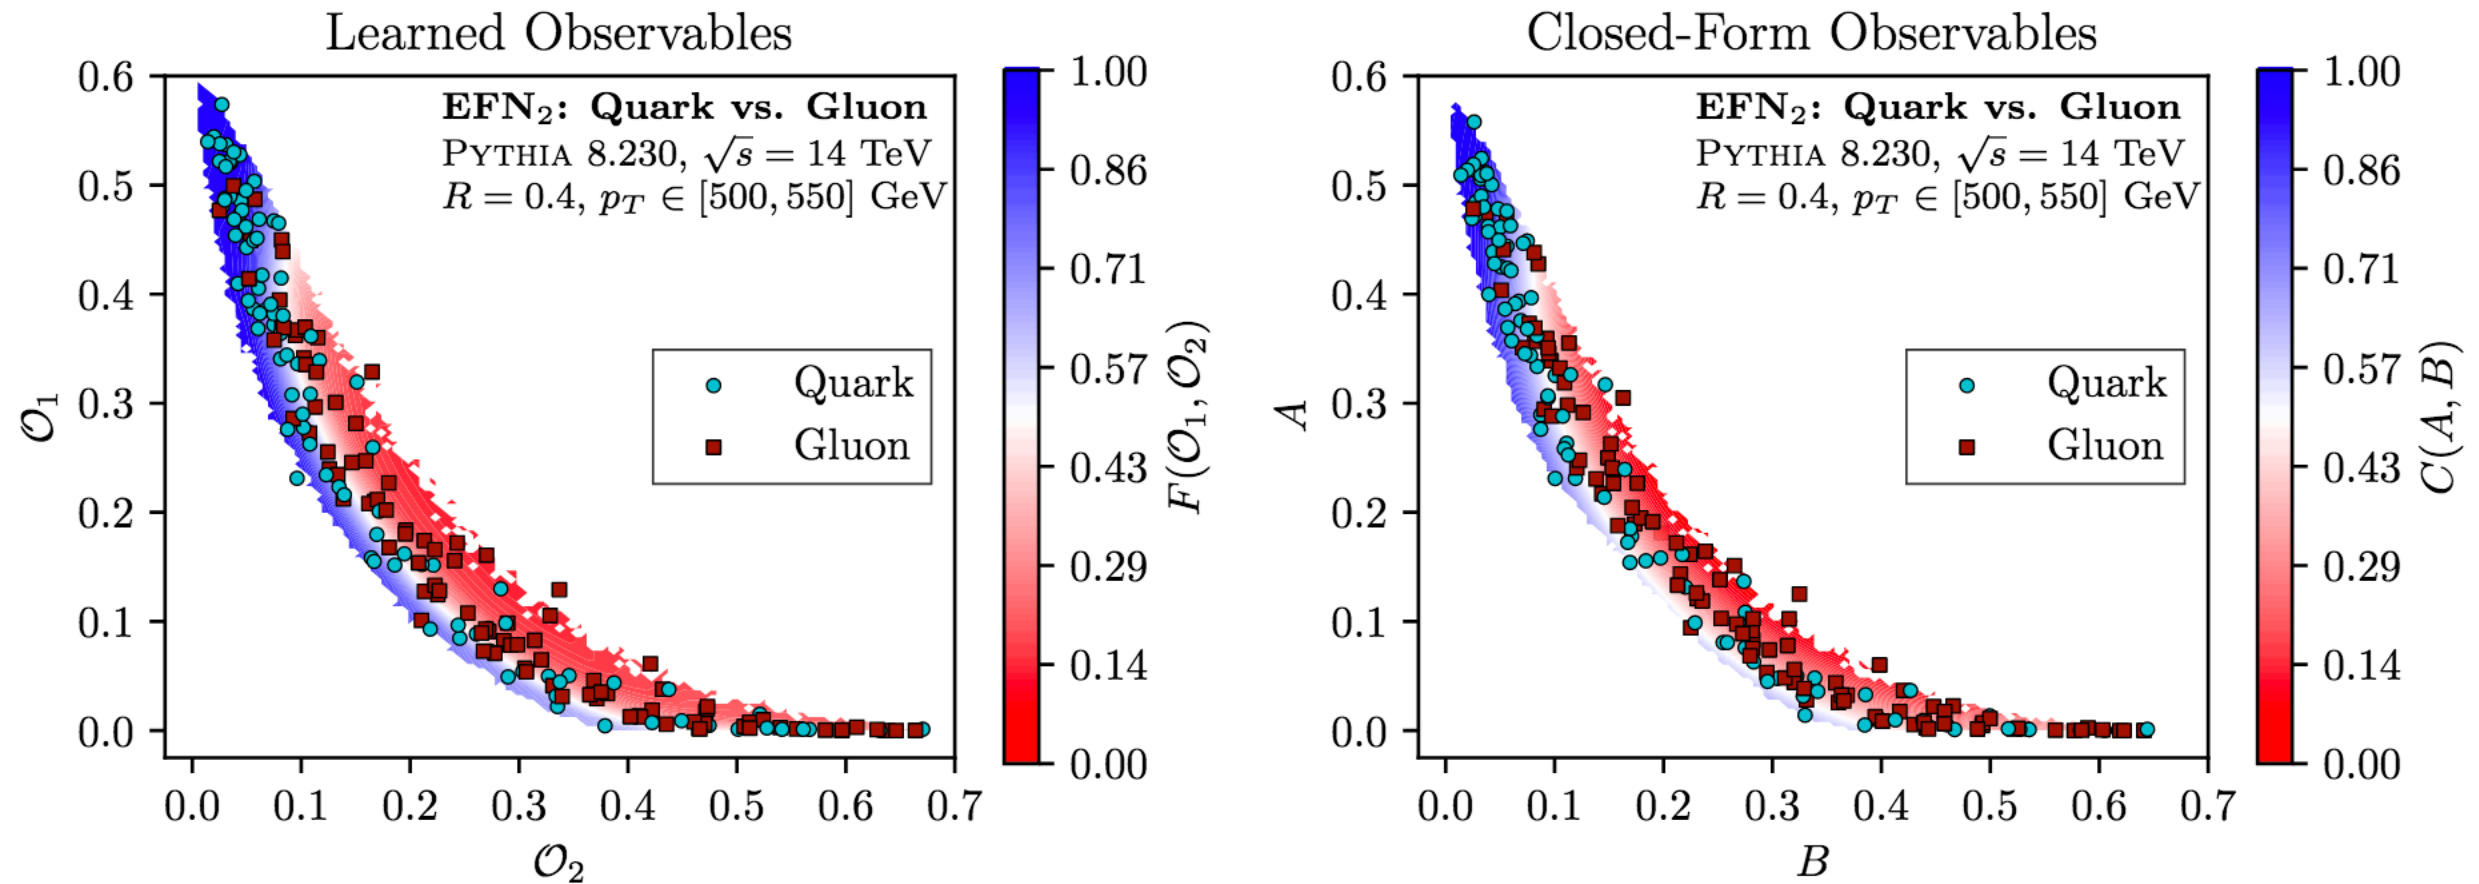 Learned Observables
EFN₂: Quark vs. Gluon
PYTHIA 8.230, √s = 14 TeV
R = 0.4, p_T ∈ [500, 550] GeV
Quark
Gluon
0.6
0.5
0.4
0.3
0.2
0.1
0.0
𝒪₁
0.0 0.1 0.2 0.3 0.4 0.5 0.6 0.7
𝒪₂
1.00
0.86
0.71
0.57
0.43
0.29
0.14
0.00
F(𝒪₁, 𝒪₂)
Closed-Form Observables
EFN₂: Quark vs. Gluon
PYTHIA 8.230, √s = 14 TeV
R = 0.4, p_T ∈ [500, 550] GeV
Quark
Gluon
0.6
0.5
0.4
0.3
0.2
0.1
0.0
A
0.0 0.1 0.2 0.3 0.4 0.5 0.6 0.7
B
1.00
0.86
0.71
0.57
0.43
0.29
0.14
0.00
C(A, B)